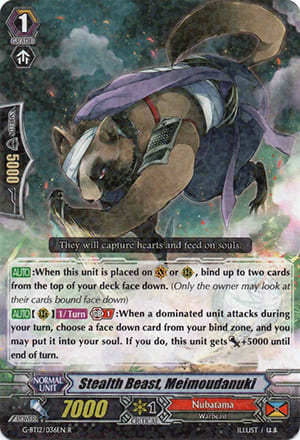 1
GRADE
SHIELD
5000
They will capture hearts and feed on souls.
AUTO:When this unit is placed on or , bind up to two cards
from the top of your deck face down. (Only the owner may look at
their cards bound face down)
AUTO 1/Turn 1:When a dominated unit attacks during
your turn, choose a face down card from your bind zone, and you
may put it into your soul. If you do, this unit gets +5000 until
end of turn.
NORMAL
UNIT
Stealth Beast, Meimoudanuki
POWER
7000
1
CRITICAL
Nubatama
Warbeast
G-BT12/036EN R
ILLUST /